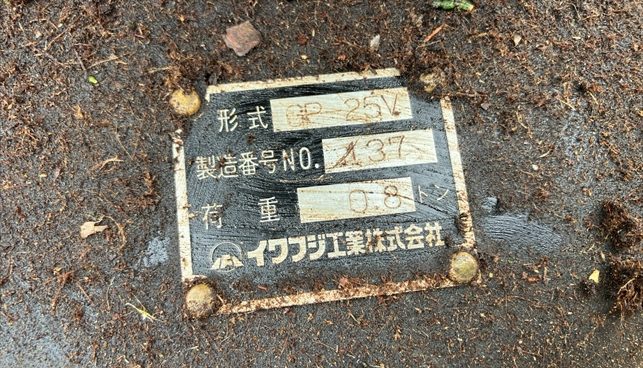 形式 GP-25V
製造番号NO. 137
荷重 0.8トン
イワフジ工業株式会社